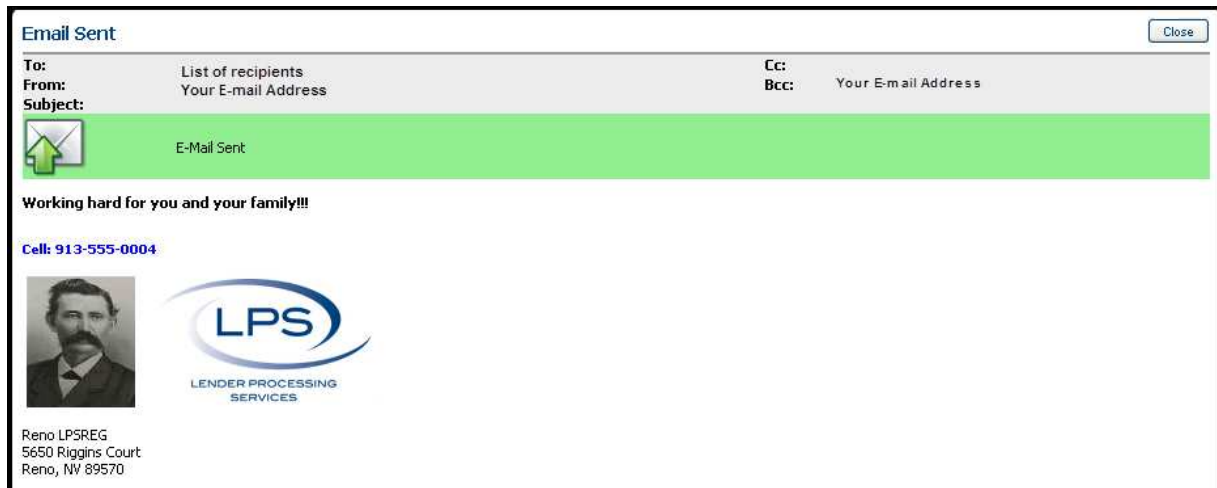 Email Sent
Close
To: List of recipients Cc:
From: Your E-mail Address Bcc: Your E-mail Address
Subject:
E-Mail Sent
Working hard for you and your family!!!
Cell: 913-555-0004
LPS
LENDER PROCESSING
SERVICES
Reno LPSREG
5650 Riggins Court
Reno, NV 89570